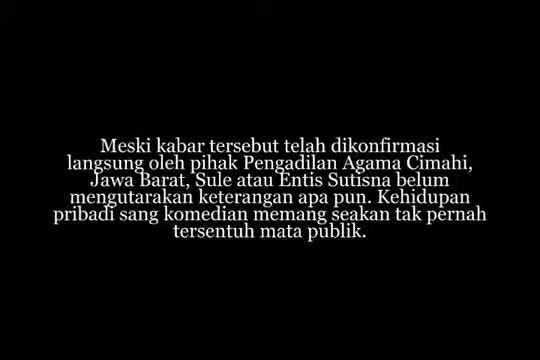 Meski kabar tersebut telah dikonfirmasi
langsung oleh pihak Pengadilan Agama Cimahi,
Jawa Barat, Sule atau Entis Sutisna belum
mengutarakan keterangan apa pun. Kehidupan
pribadi sang komedian memang seakan tak pernah
tersentuh mata publik.